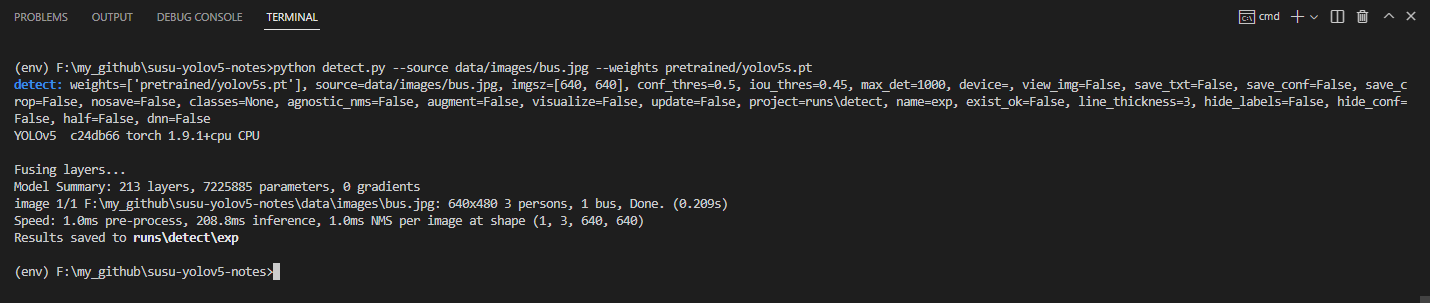 PROBLEMS OUTPUT DEBUG CONSOLE TERMINAL cmd
(env) F:\my_github\susu-yolov5-notes>python detect.py --source data/images/bus.jpg --weights pretrained/yolov5s.pt
detect: weights=['pretrained/yolov5s.pt'], source=data/images/bus.jpg, imgsz=[640, 640], conf_thres=0.5, iou_thres=0.45, max_det=1000, device=, view_img=False, save_txt=False, save_conf=False, save_c
rop=False, nosave=False, classes=None, agnostic_nms=False, augment=False, visualize=False, update=False, project=runs\detect, name=exp, exist_ok=False, line_thickness=3, hide_labels=False, hide_conf=
False, half=False, dnn=False
YOLOv5  c24db66 torch 1.9.1+cpu CPU
Fusing layers...
Model Summary: 213 layers, 7225885 parameters, 0 gradients
image 1/1 F:\my_github\susu-yolov5-notes\data\images\bus.jpg: 640x480 3 persons, 1 bus, Done. (0.209s)
Speed: 1.0ms pre-process, 208.8ms inference, 1.0ms NMS per image at shape (1, 3, 640, 640)
Results saved to runs\detect\exp
(env) F:\my_github\susu-yolov5-notes>